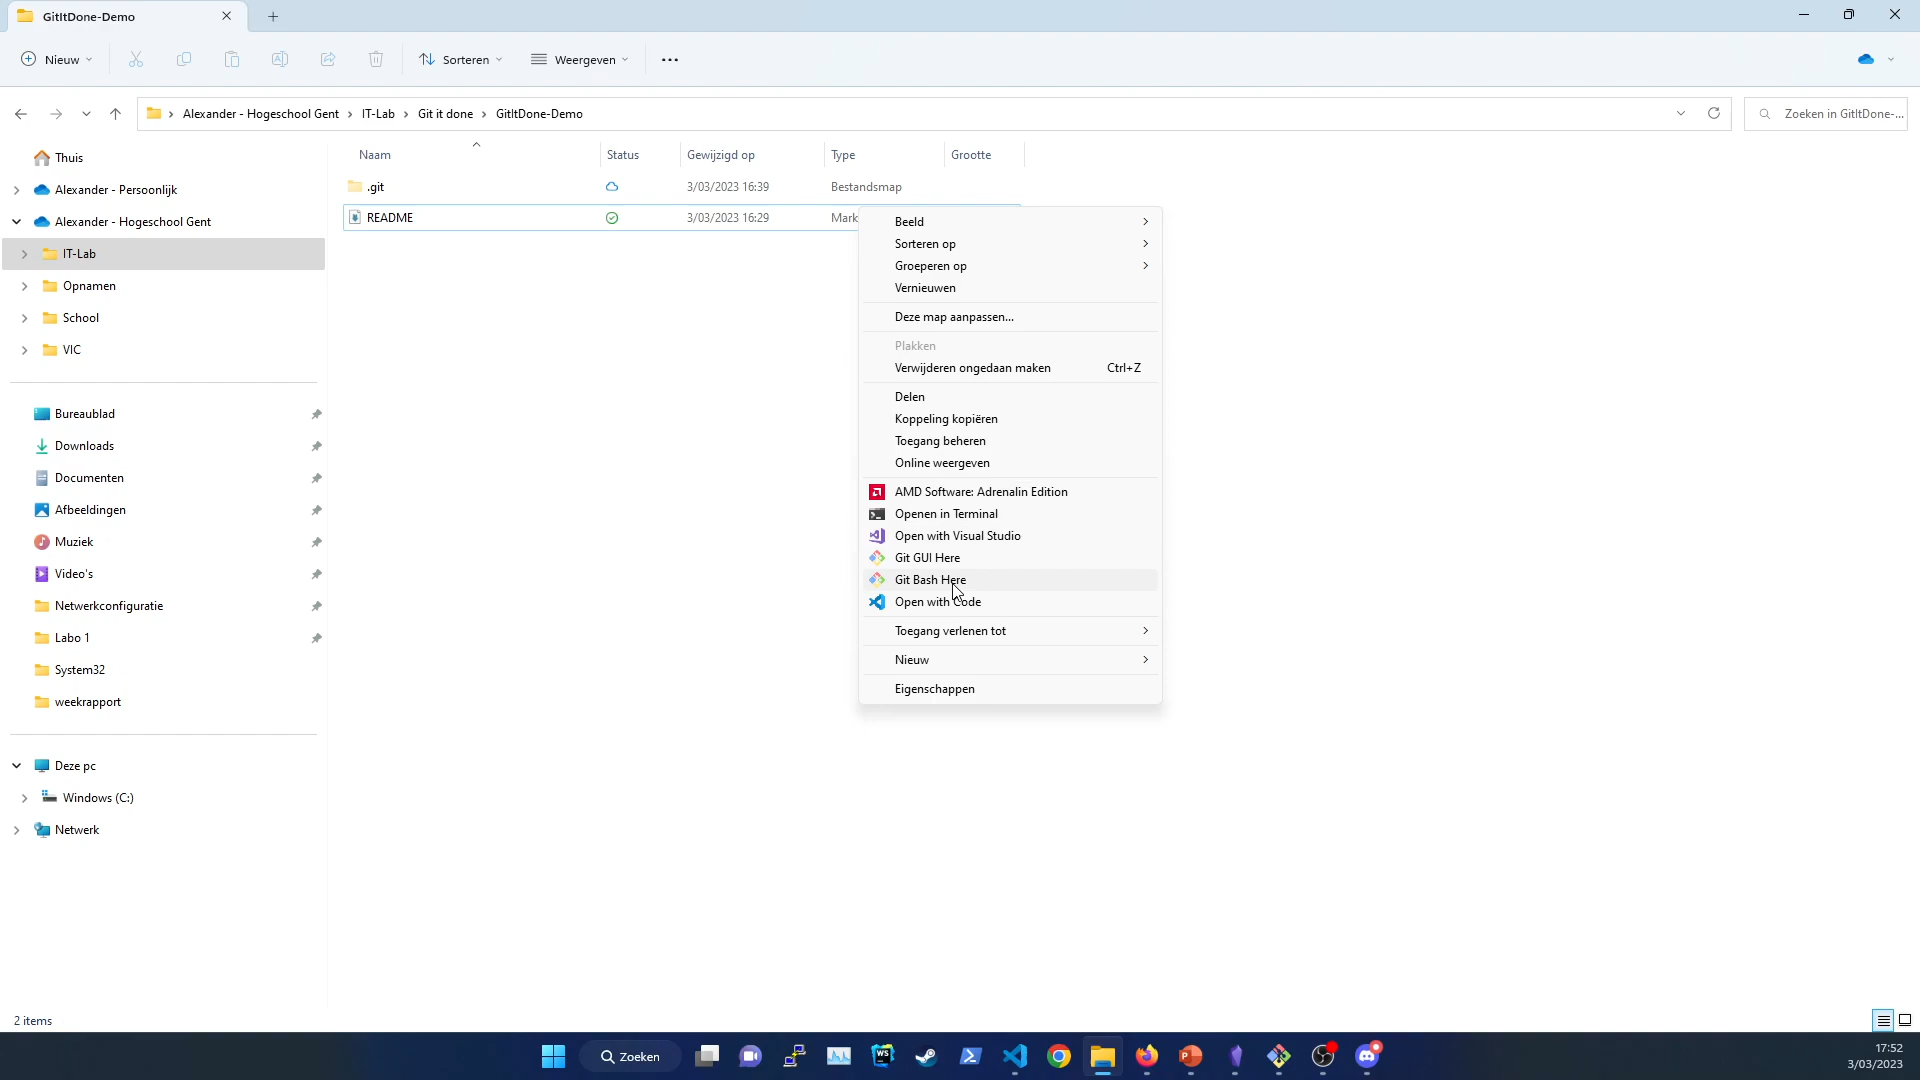 GitItDone-Demo
Nieuw
Sorteren
Weergeven
Alexander - Hogeschool Gent > IT-Lab > Git it done > GitItDone-Demo
Zoeken in GitItDone-...
Naam Status Gewijzigd op Type Grootte
.git 3/03/2023 16:39 Bestandsmap
README 3/03/2023 16:29 Mark
Thuis
Alexander - Persoonlijk
Alexander - Hogeschool Gent
IT-Lab
Opnamen
School
VIC
Bureaublad
Downloads
Documenten
Afbeeldingen
Muziek
Video's
Netwerkconfiguratie
Labo 1
System32
weekrapport
Deze pc
Windows (C:)
Netwerk
Beeld
Sorteren op
Groeperen op
Vernieuwen
Deze map aanpassen...
Plakken
Verwijderen ongedaan maken Ctrl+Z
Delen
Koppeling kopiëren
Toegang beheren
Online weergeven
AMD Software: Adrenalin Edition
Openen in Terminal
Open with Visual Studio
Git GUI Here
Git Bash Here
Open with Code
Toegang verlenen tot
Nieuw
Eigenschappen
2 items
Zoeken
WS
17:52
3/03/2023